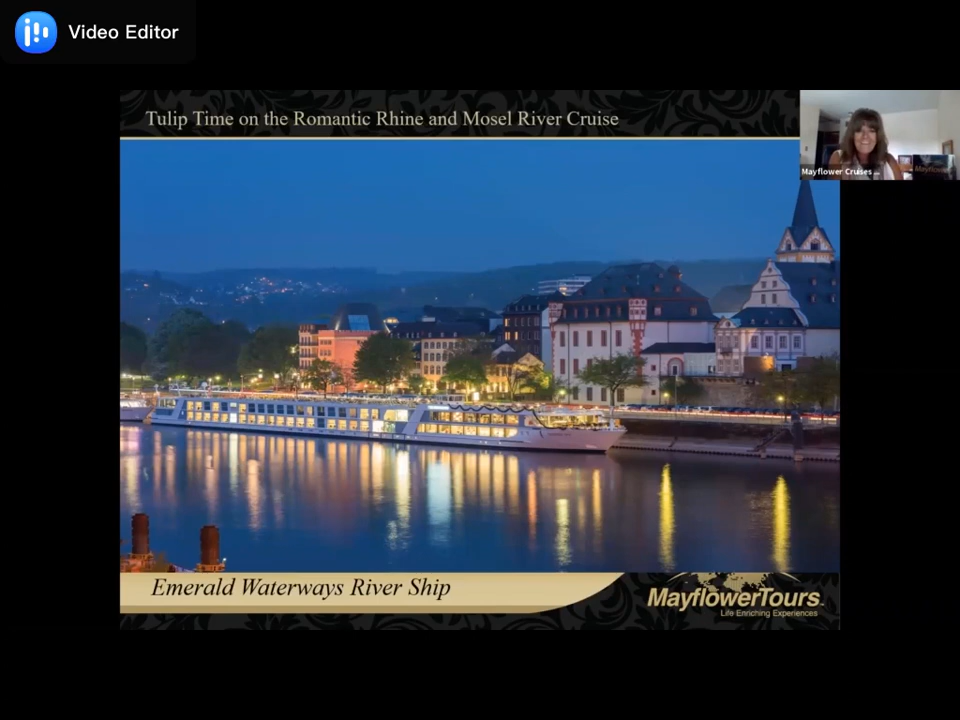 Video Editor
Tulip Time on the Romantic Rhine and Mosel River Cruise
Mayflower Cruises ...
Mayflower
Emerald Waterways River Ship
MayflowerTours
Life Enriching Experiences